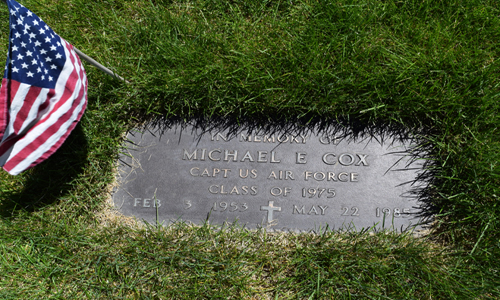 IN MEMORY OF
MICHAEL E COX
CAPT US AIR FORCE
CLASS OF 1975
FEB 3 1953 MAY 22